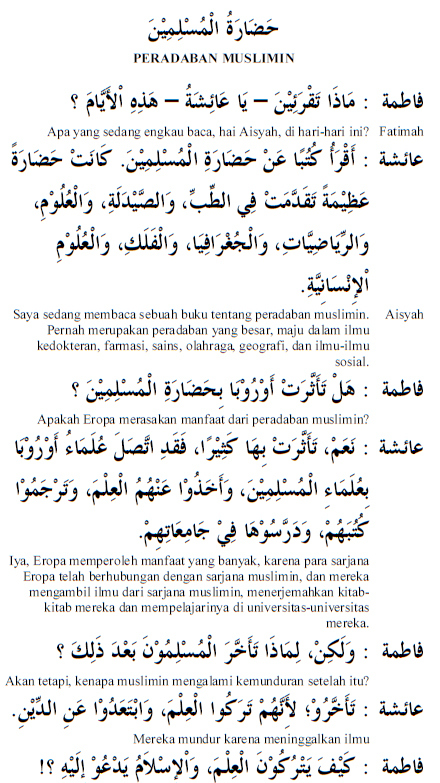 حَضَارَةُ الْمُسْلِمِيْنَ
PERADABAN MUSLIMIN
فاطمة : مَاذَا تَقْرَئِيْنَ – يَا عَائِشَةُ – هَذِهِ الْأَيَّامَ ؟
Apa yang sedang engkau baca, hai Aisyah, di hari-hari ini? Fatimah
عائشة : أَقْرَأُ كُتُبًا عَنْ حَضَارَةِ الْمُسْلِمِيْنَ. كَانَتْ حَضَارَةً
عَظِيْمَةً تَقَدَّمَتْ فِي الطِّبِّ، وَالصَّيْدَلَةِ، وَالْعُلُوْمِ،
وَالرِّيَاضِيَّاتِ، وَالْجُغْرَافِيَا، وَالْفَلَكِ، وَالْعُلُوْمِ
الْإِنْسَانِيَّةِ.
Saya sedang membaca sebuah buku tentang peradaban muslimin. Aisyah
Pernah merupakan peradaban yang besar, maju dalam ilmu
kedokteran, farmasi, sains, olahraga, geografi, dan ilmu-ilmu
sosial.
فاطمة : هَلْ تَأَثَّرَتْ أَوْرُوْبَا بِحَضَارَةِ الْمُسْلِمِيْنَ ؟
Apakah Eropa merasakan manfaat dari peradaban muslimin?
عائشة : نَعَمْ، تَأَثَّرَتْ بِهَا كَثِيْرًا، فَقَدِ اتَّصَلَ عُلَمَاءُ أَوْرُوْبَا
بِعُلَمَاءِ الْمُسْلِمِيْنَ، وَأَخَذُوْا عَنْهُمُ الْعِلْمَ، وَتَرْجَمُوْا
كُتُبَهُمْ، وَدَرَّسُوْهَا فِيْ جَامِعَاتِهِمْ.
Iya, Eropa memperoleh manfaat yang banyak, karena para sarjana
Eropa telah berhubungan dengan sarjana muslimin, dan mereka
mengambil ilmu dari sarjana muslimin, menerjemahkan kitab-
kitab mereka dan mempelajarinya di universitas-universitas
mereka.
فاطمة : وَلَكِنْ، لِمَاذَا تَأَخَّرَ الْمُسْلِمُوْنَ بَعْدَ ذَلِكَ ؟
Akan tetapi, kenapa muslimin mengalami kemunduran setelah itu?
عائشة : تَأَخَّرُوْا؛ لأَنَّهُمْ تَرَكُوا الْعِلْمَ، وَابْتَعَدُوْا عَنِ الدِّيْنِ.
Mereka mundur karena meninggalkan ilmu
فاطمة : كَيْفَ يَتْرُكُوْنَ الْعِلْمَ، وَالْإِسْلاَمُ يَدْعُوْ إِلَيْهِ ؟!